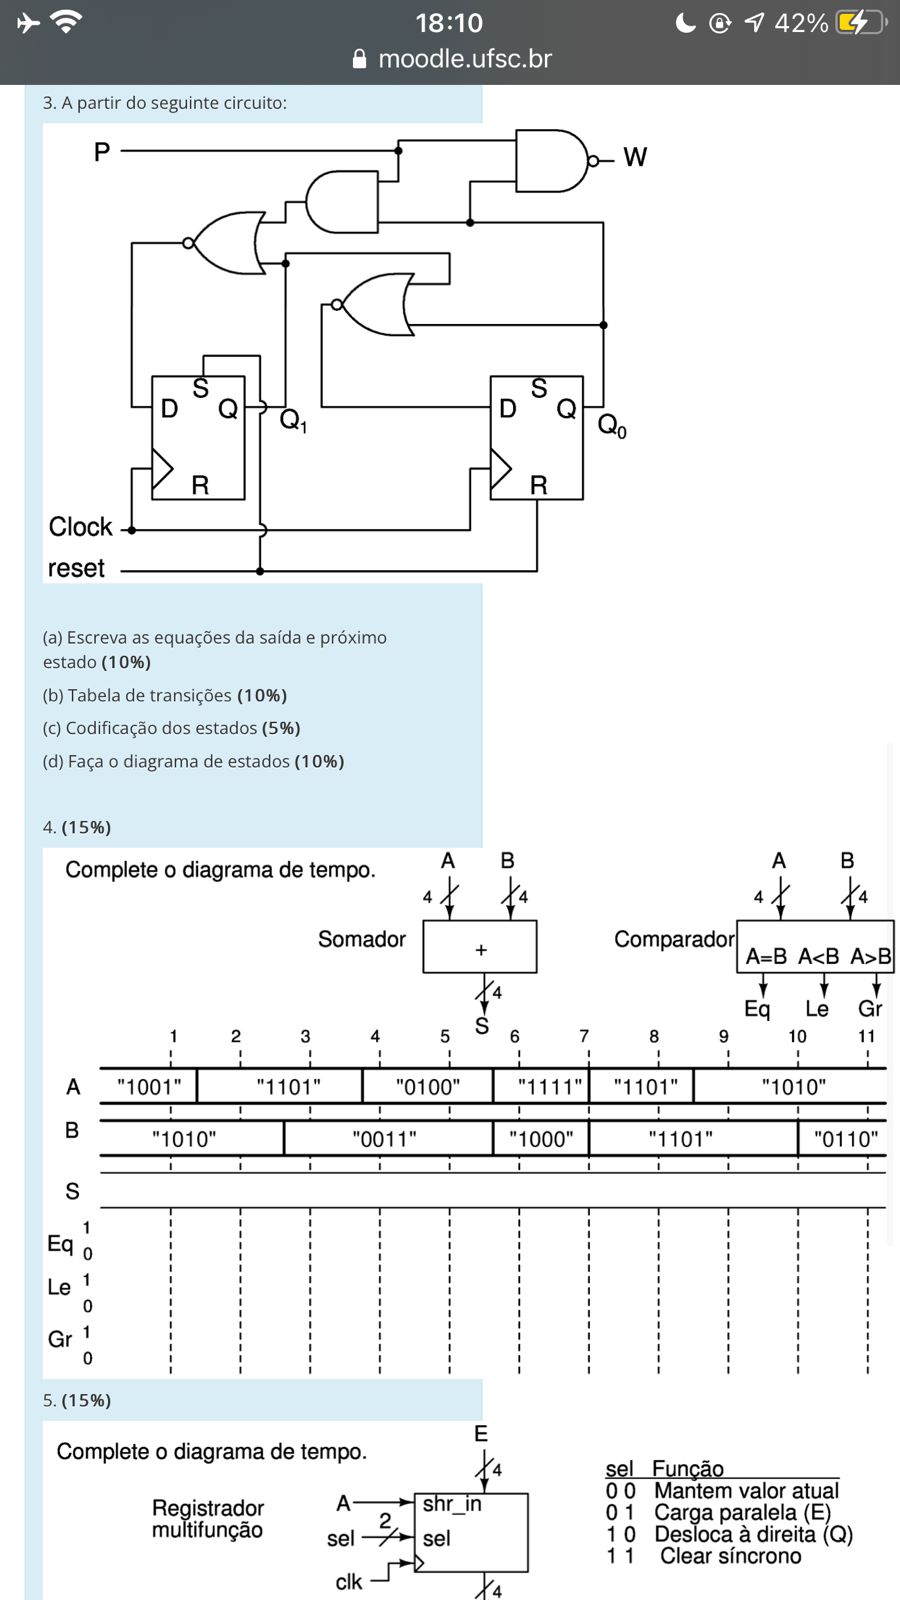 18:10
42%
moodle.ufsc.br
3. A partir do seguinte circuito:
P
W
S
D
Q
Q1
R
S
D
Q
Q0
R
Clock
reset
(a) Escreva as equações da saída e próximo
estado (10%)
(b) Tabela de transições (10%)
(c) Codificação dos estados (5%)
(d) Faça o diagrama de estados (10%)
4. (15%)
Complete o diagrama de tempo.
A B
4 4
Somador
+
4
S
A B
4 4
Comparador
A=B A<B A>B
Eq Le Gr
1 2 3 4 5 6 7 8 9 10 11
A "1001" "1101" "0100" "1111" "1101" "1010"
B "1010" "0011" "1000" "1101" "0110"
S
Eq 1
0
Le 1
0
Gr 1
0
5. (15%)
Complete o diagrama de tempo.
E
4
Registrador
multifunção
A shr_in
2
sel sel
clk
4
sel Função
0 0 Mantem valor atual
0 1 Carga paralela (E)
1 0 Desloca à direita (Q)
1 1 Clear síncrono